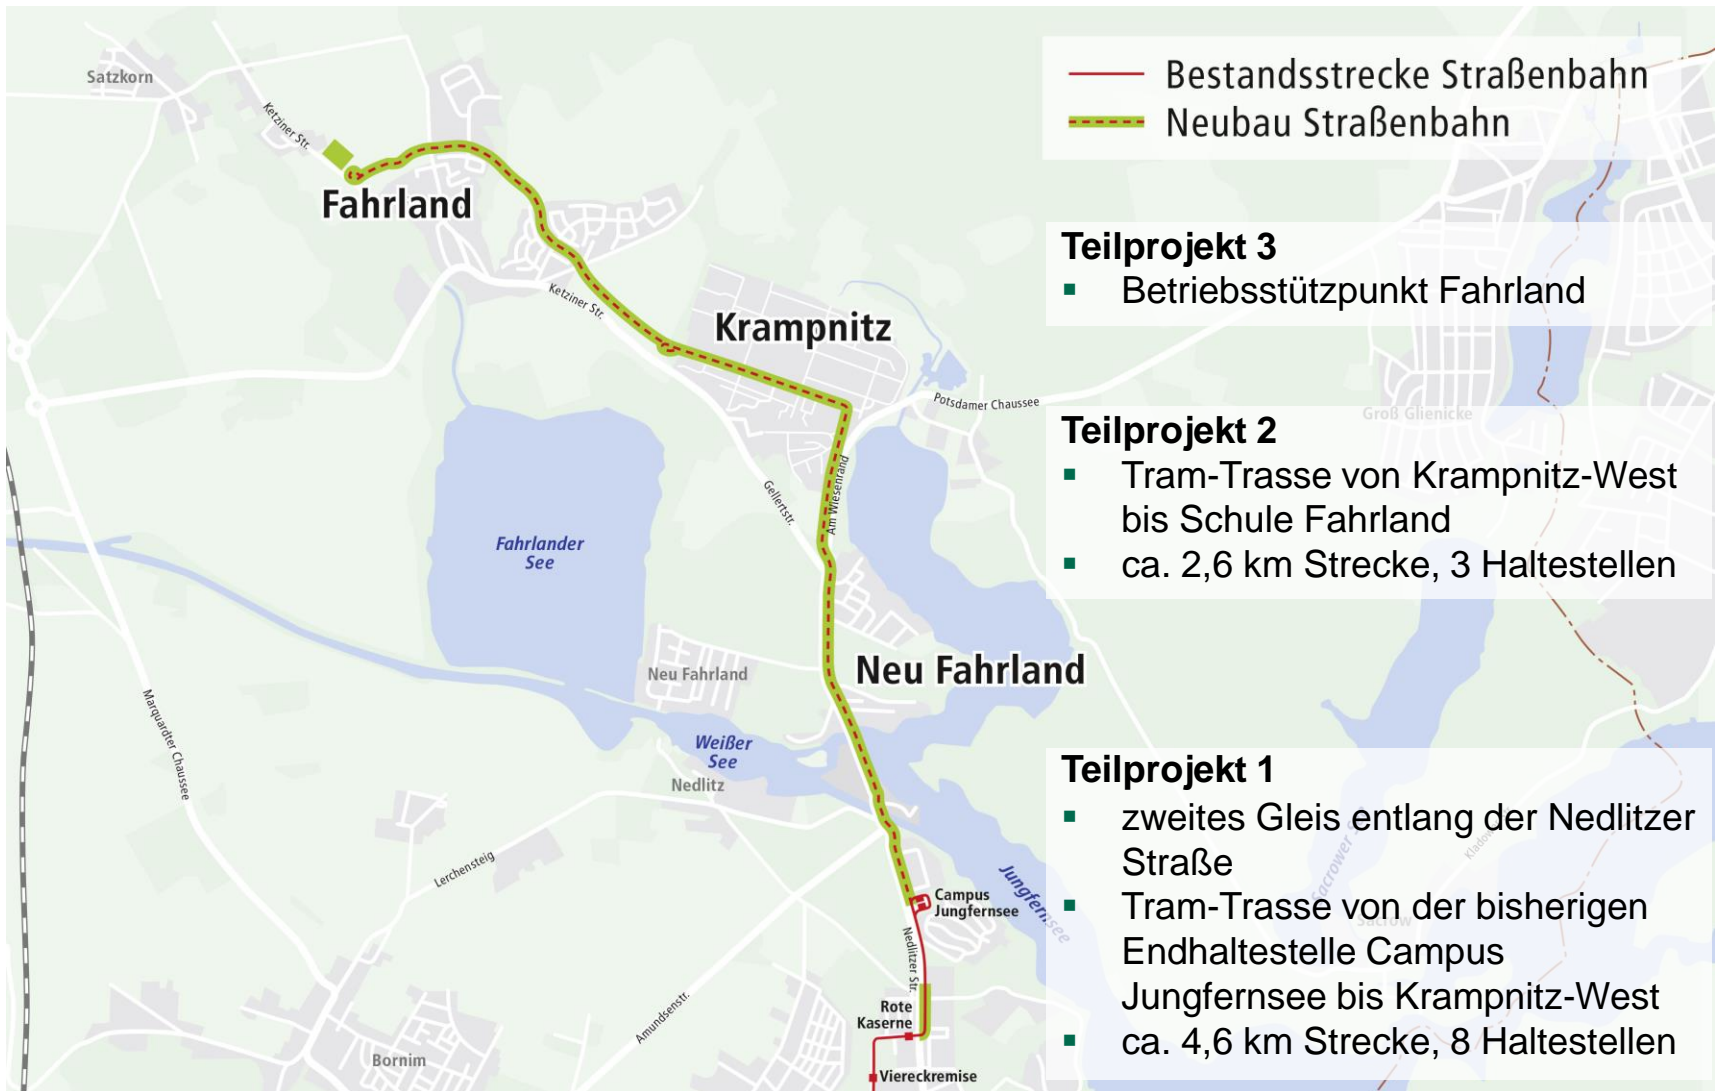 Bestandsstrecke Straßenbahn
Neubau Straßenbahn
Satzkorn
Ketziner Str.
Fahrland
Teilprojekt 3
▪ Betriebsstützpunkt Fahrland
Ketziner Str.
Krampnitz
Potsdamer Chaussee
Groß Glienicke
Teilprojekt 2
▪ Tram-Trasse von Krampnitz-West
bis Schule Fahrland
▪ ca. 2,6 km Strecke, 3 Haltestellen
Am Wiesenrand
Gellertstr.
Fahrlander
See
Neu Fahrland
Neu Fahrland
Marquardter Chaussee
Weißer
See
Nedlitz
Teilprojekt 1
▪ zweites Gleis entlang der Nedlitzer
Straße
▪ Tram-Trasse von der bisherigen
Endhaltestelle Campus
Jungfernsee bis Krampnitz-West
▪ ca. 4,6 km Strecke, 8 Haltestellen
Sacrower
Sacrow
Lerchensteig
Jungfernsee
Campus
Jungfernsee
Nedlitzer Str.
Amundsenstr.
Rote
Kaserne
Bornim
Viereckremise